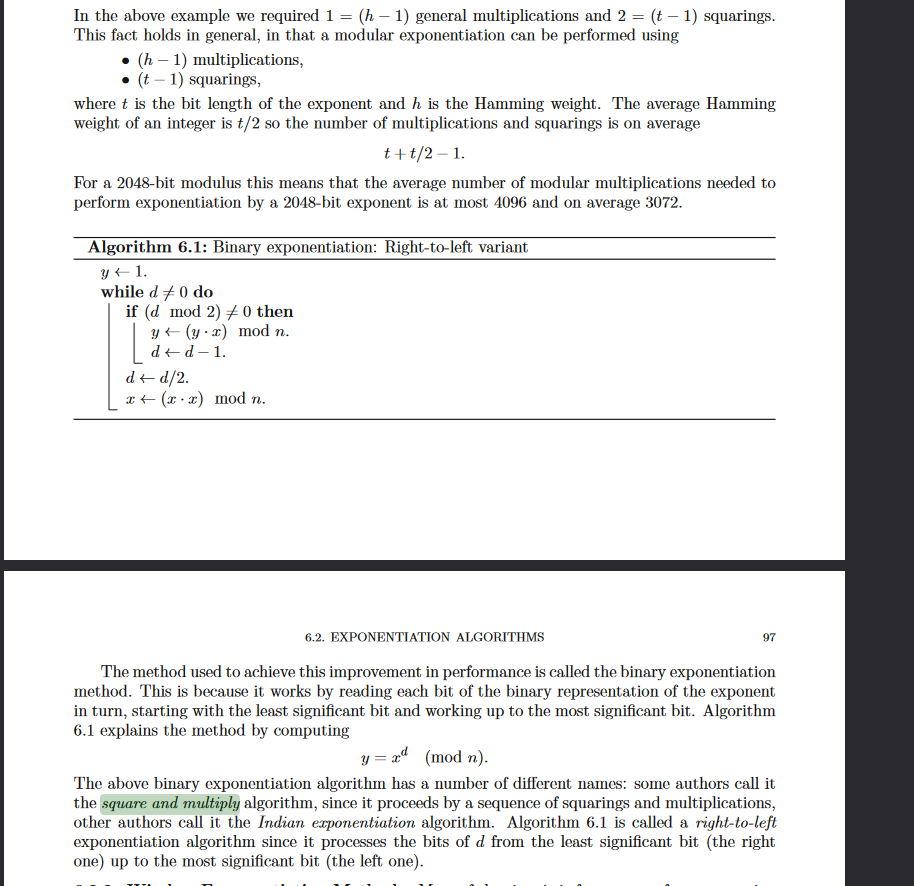 In the above example we required 1 = (h − 1) general multiplications and 2 = (t − 1) squarings.
This fact holds in general, in that a modular exponentiation can be performed using
• (h − 1) multiplications,
• (t − 1) squarings,
where t is the bit length of the exponent and h is the Hamming weight. The average Hamming
weight of an integer is t/2 so the number of multiplications and squarings is on average
t + t/2 − 1.
For a 2048-bit modulus this means that the average number of modular multiplications needed to
perform exponentiation by a 2048-bit exponent is at most 4096 and on average 3072.
Algorithm 6.1: Binary exponentiation: Right-to-left variant
y ← 1.
while d ≠ 0 do
if (d mod 2) ≠ 0 then
y ← (y · x) mod n.
d ← d − 1.
d ← d/2.
x ← (x · x) mod n.
6.2. EXPONENTIATION ALGORITHMS 97
The method used to achieve this improvement in performance is called the binary exponentiation
method. This is because it works by reading each bit of the binary representation of the exponent
in turn, starting with the least significant bit and working up to the most significant bit. Algorithm
6.1 explains the method by computing
y = x^d (mod n).
The above binary exponentiation algorithm has a number of different names: some authors call it
the square and multiply algorithm, since it proceeds by a sequence of squarings and multiplications,
other authors call it the Indian exponentiation algorithm. Algorithm 6.1 is called a right-to-left
exponentiation algorithm since it processes the bits of d from the least significant bit (the right
one) up to the most significant bit (the left one).